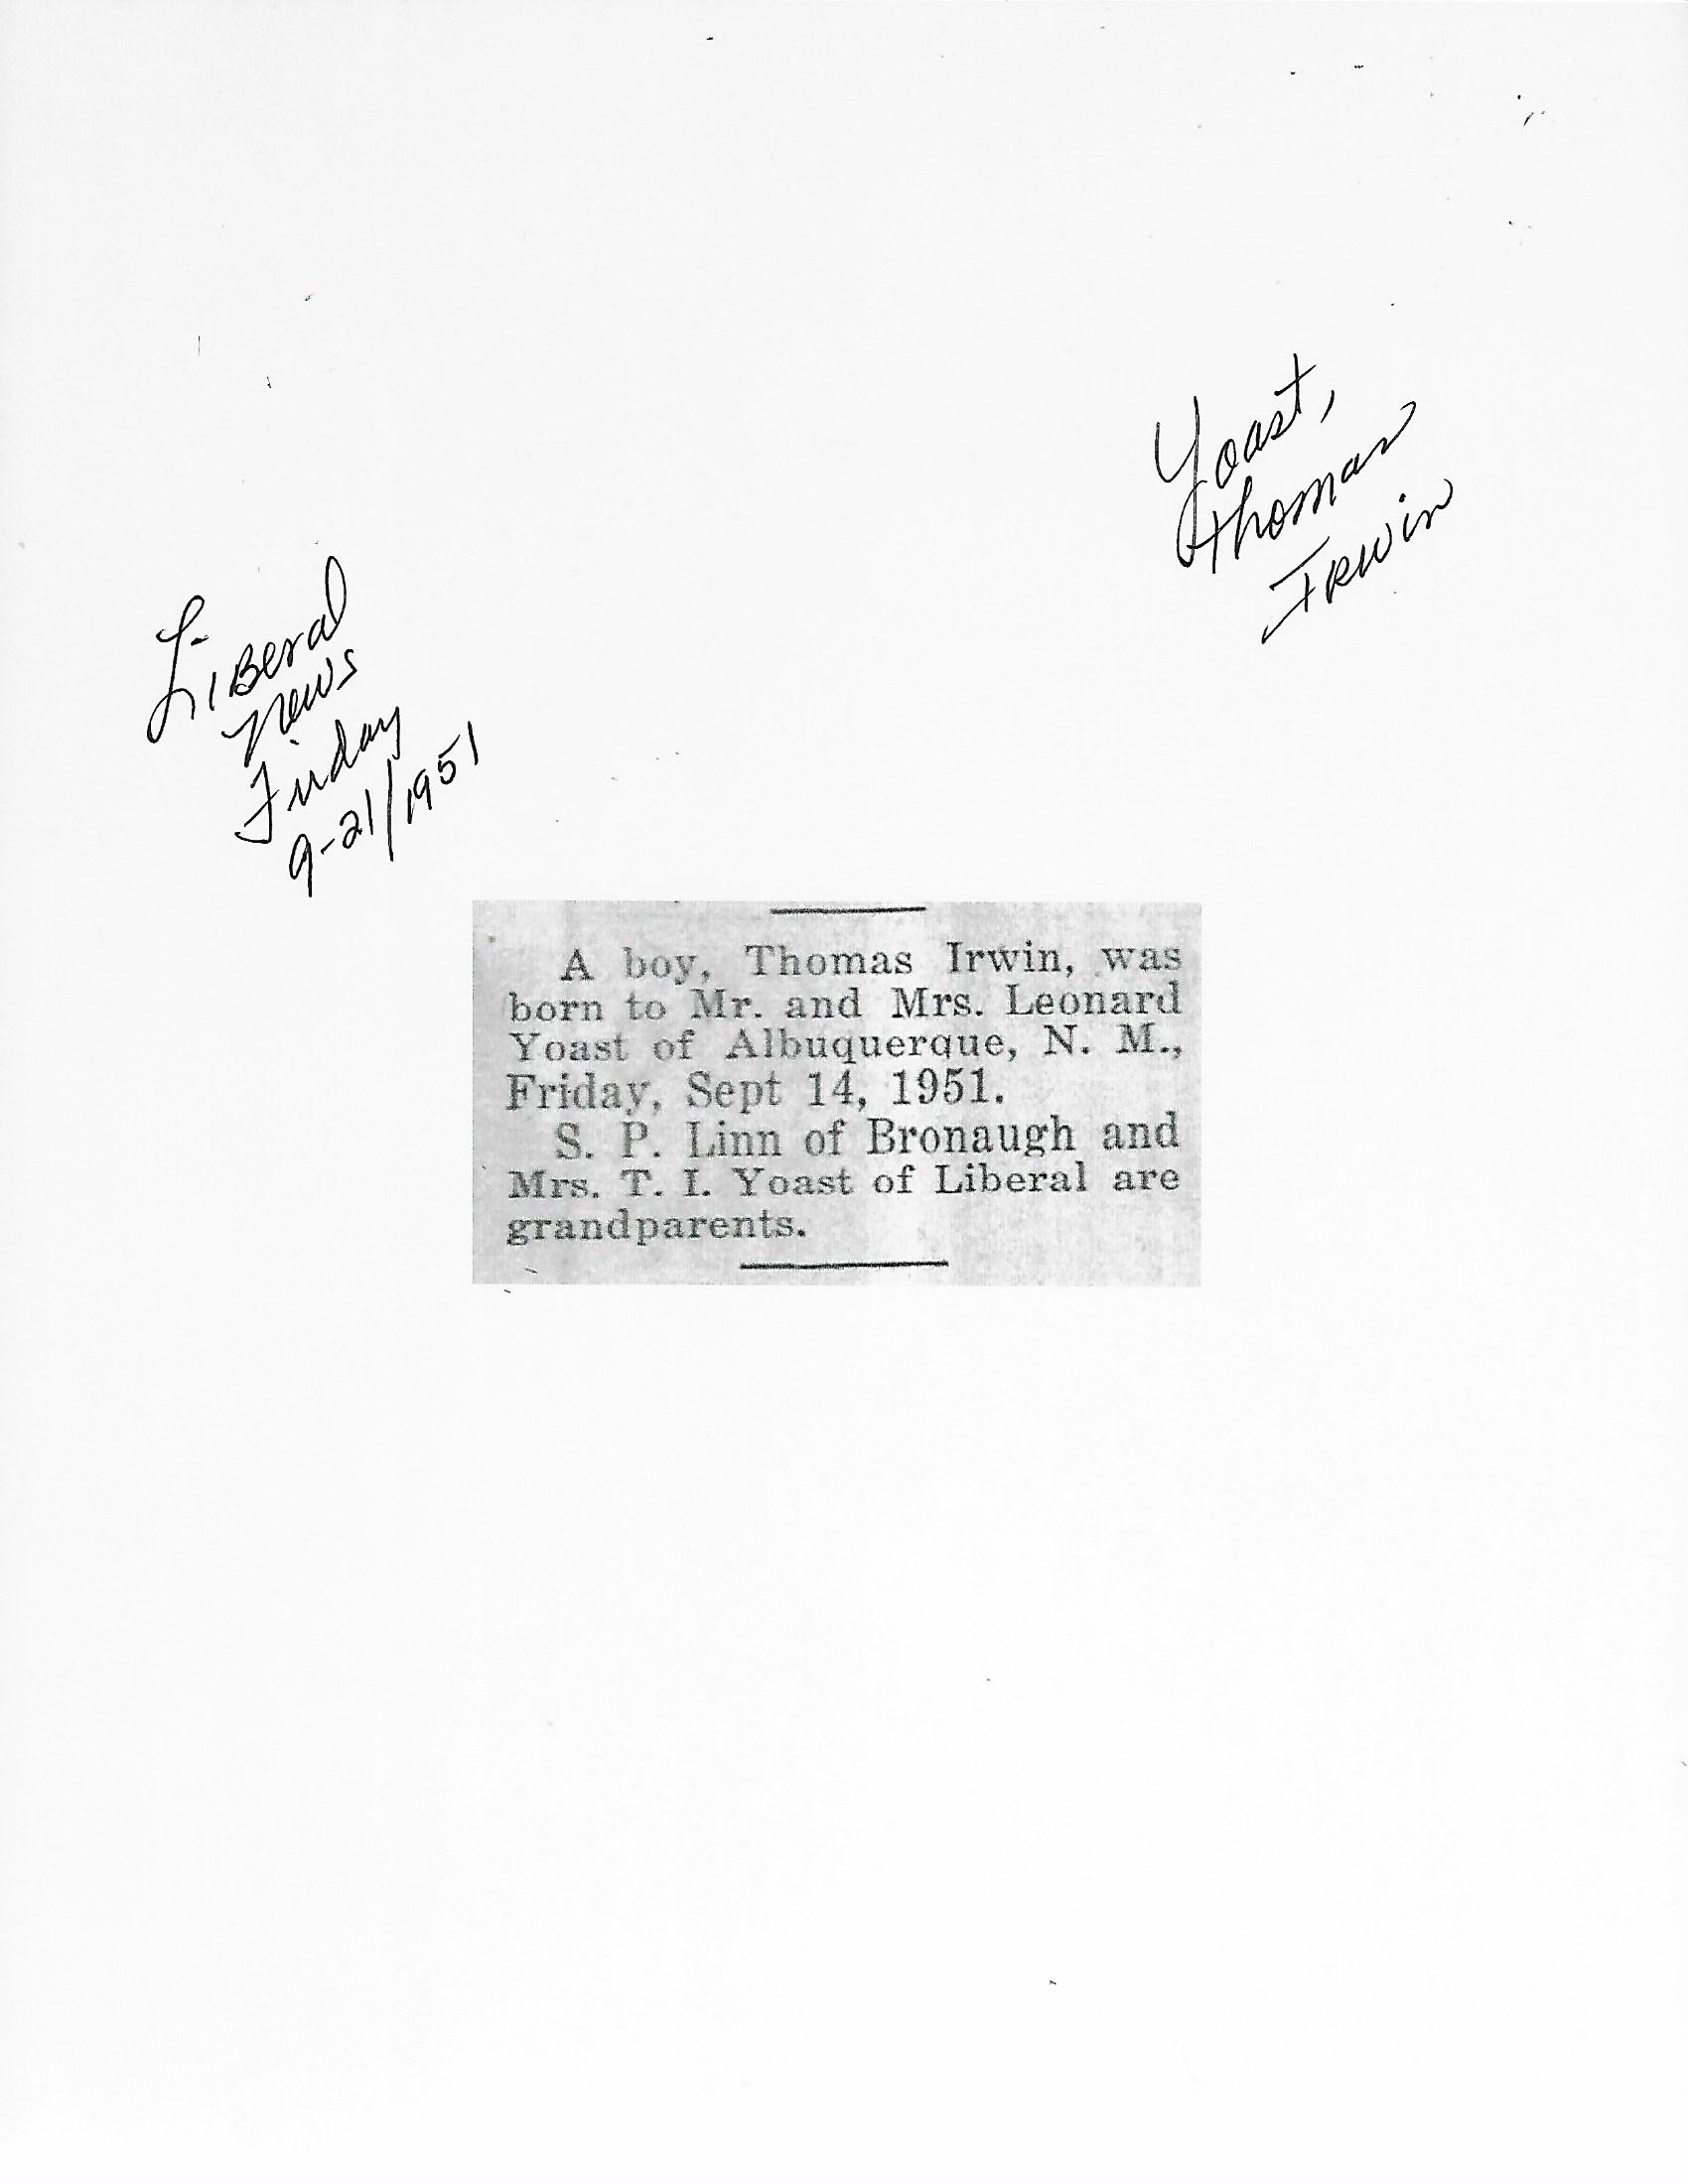 Yoast,
Thomas
Irwin
Liberal
News
Friday
9-21/1951
A boy, Thomas Irwin, was
born to Mr. and Mrs. Leonard
Yoast of Albuquerque, N. M.,
Friday, Sept 14, 1951.
S. P. Linn of Bronaugh and
Mrs. T. I. Yoast of Liberal are
grandparents.